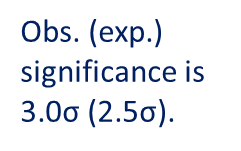 Obs. (exp.)
significance is
3.0σ (2.5σ).